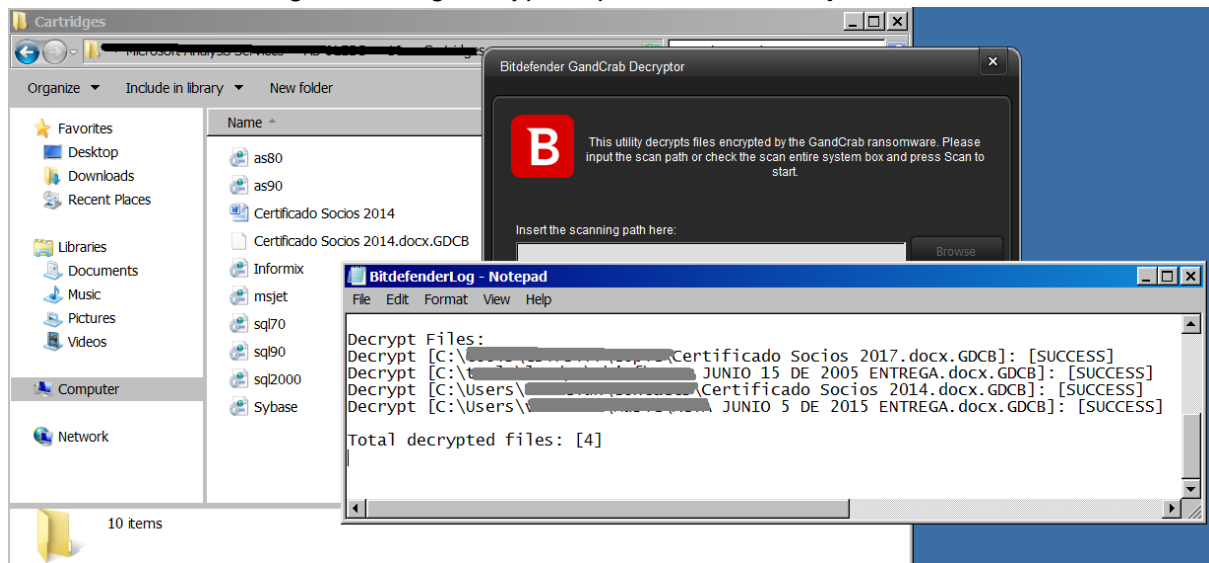 Cartridges
Organize Include in library New folder
Favorites
Desktop
Downloads
Recent Places
Libraries
Documents
Music
Pictures
Videos
Computer
Network
Name
as80
as90
Certificado Socios 2014
Certificado Socios 2014.docx.GDCB
Informix
msjet
sql70
sql90
sql2000
Sybase
10 items
Bitdefender GandCrab Decryptor
B
This utility decrypts files encrypted by the GandCrab ransomware. Please
input the scan path or check the scan entire system box and press Scan to
start.
Insert the scanning path here:
Browse
BitdefenderLog - Notepad
File Edit Format View Help
Decrypt Files:
Decrypt [C:\ \Certificado Socios 2017.docx.GDCB]: [SUCCESS]
Decrypt [C:\ JUNIO 15 DE 2005 ENTREGA.docx.GDCB]: [SUCCESS]
Decrypt [C:\Users\ \Certificado Socios 2014.docx.GDCB]: [SUCCESS]
Decrypt [C:\Users\ JUNIO 5 DE 2015 ENTREGA.docx.GDCB]: [SUCCESS]
Total decrypted files: [4]